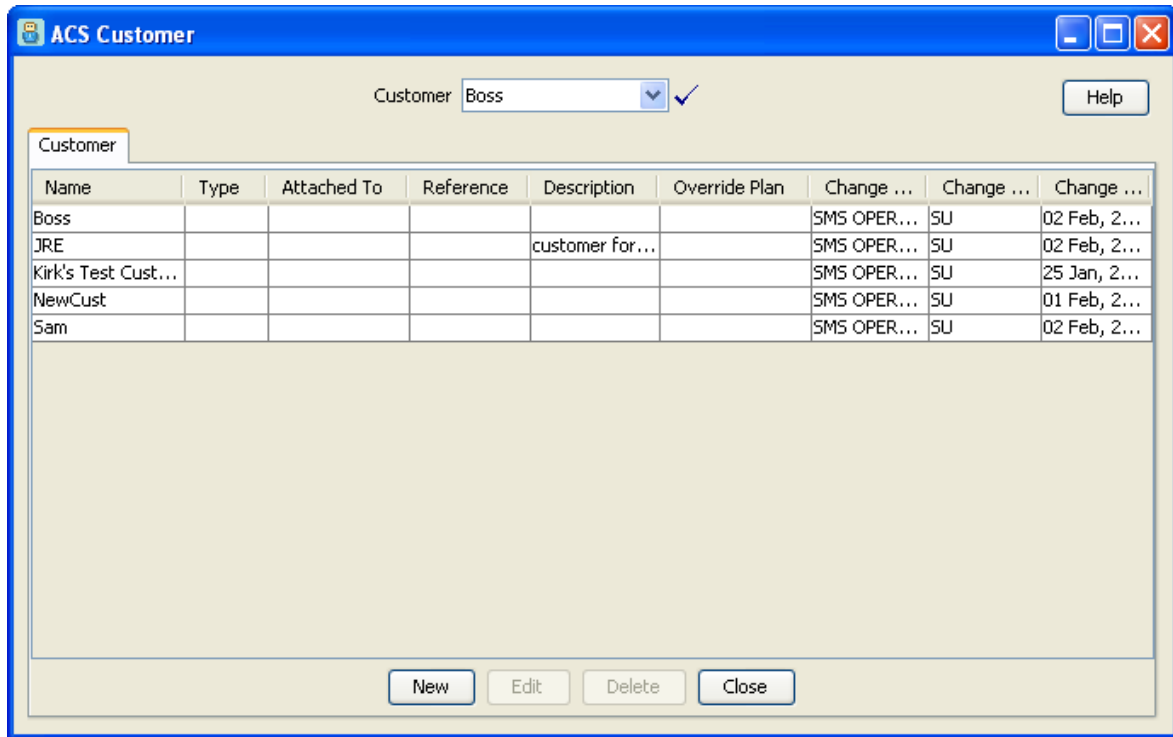 ACS Customer
Customer Boss
Help
Customer
Name Type Attached To Reference Description Override Plan Change ... Change ... Change ...
Boss SMS OPER... SU 02 Feb, 2...
JRE customer for... SMS OPER... SU 02 Feb, 2...
Kirk's Test Cust... SMS OPER... SU 25 Jan, 2...
NewCust SMS OPER... SU 01 Feb, 2...
Sam SMS OPER... SU 02 Feb, 2...
New Edit Delete Close